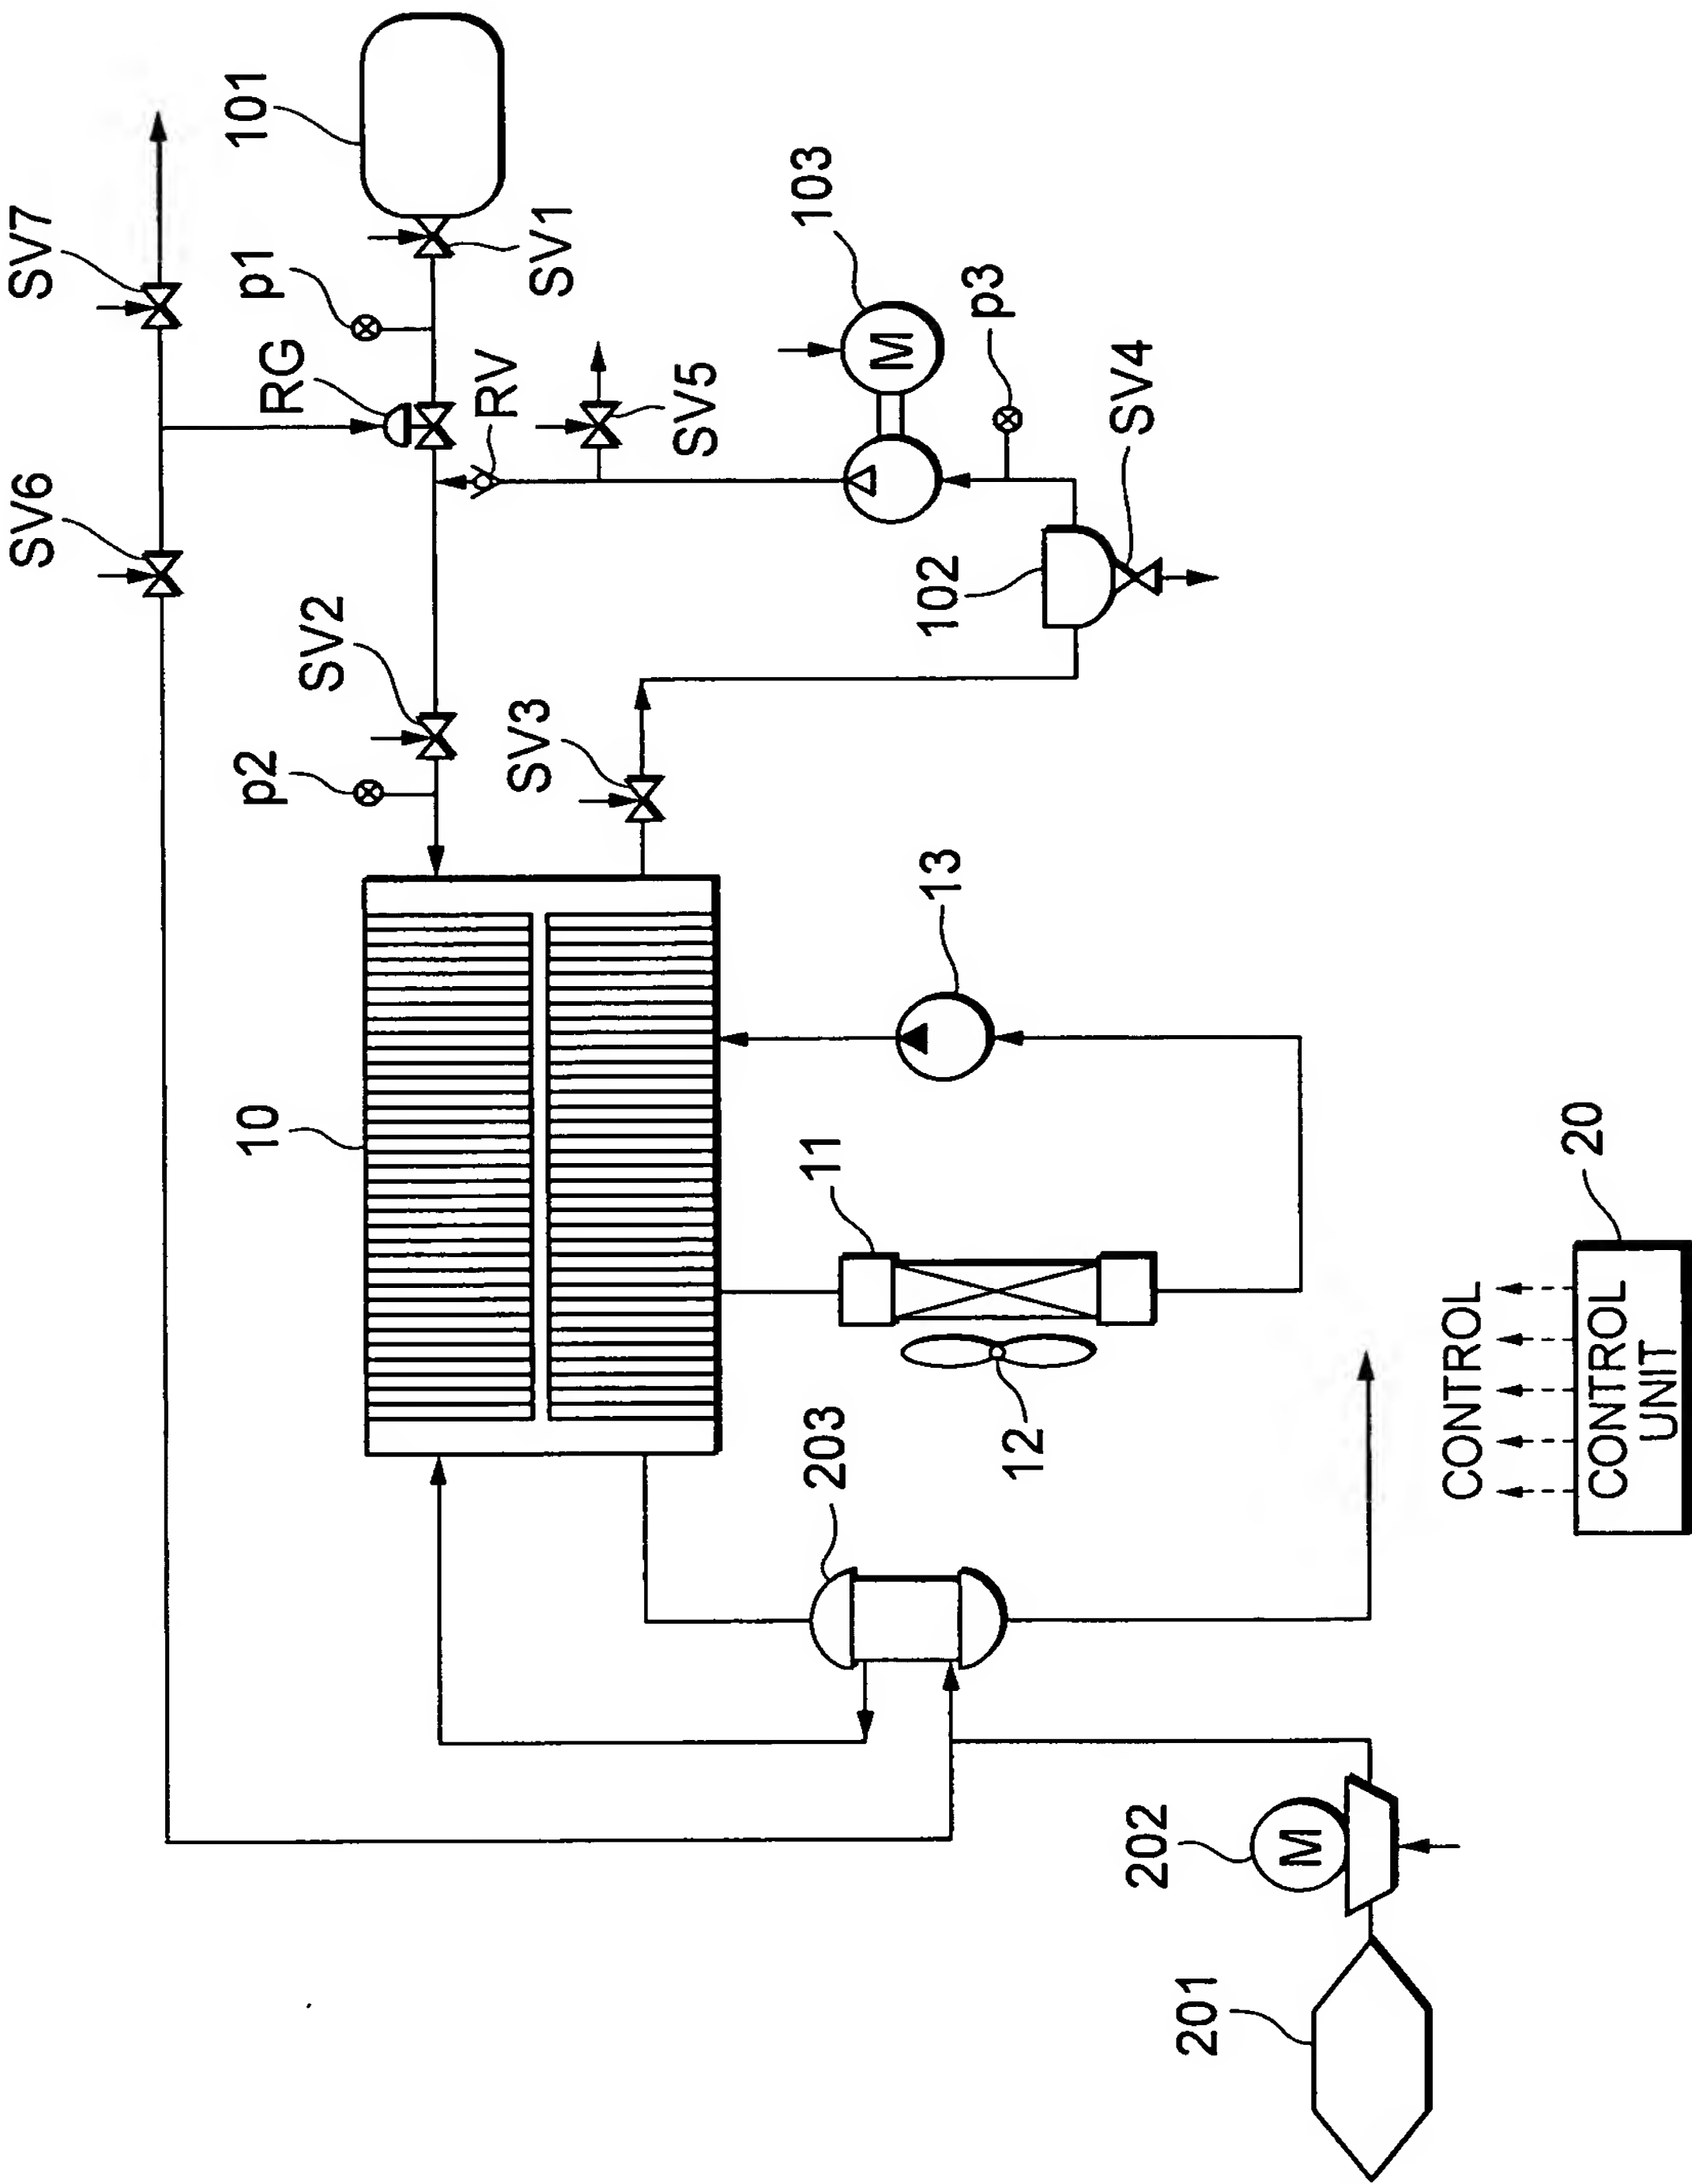 SV6
SV7
10
p2
p1
101
RG
SV2
SV3
RV
SV1
SV5
203
11
103
M
13
102
p3
12
SV4
202
201
M
CONTROL
20
CONTROL
UNIT